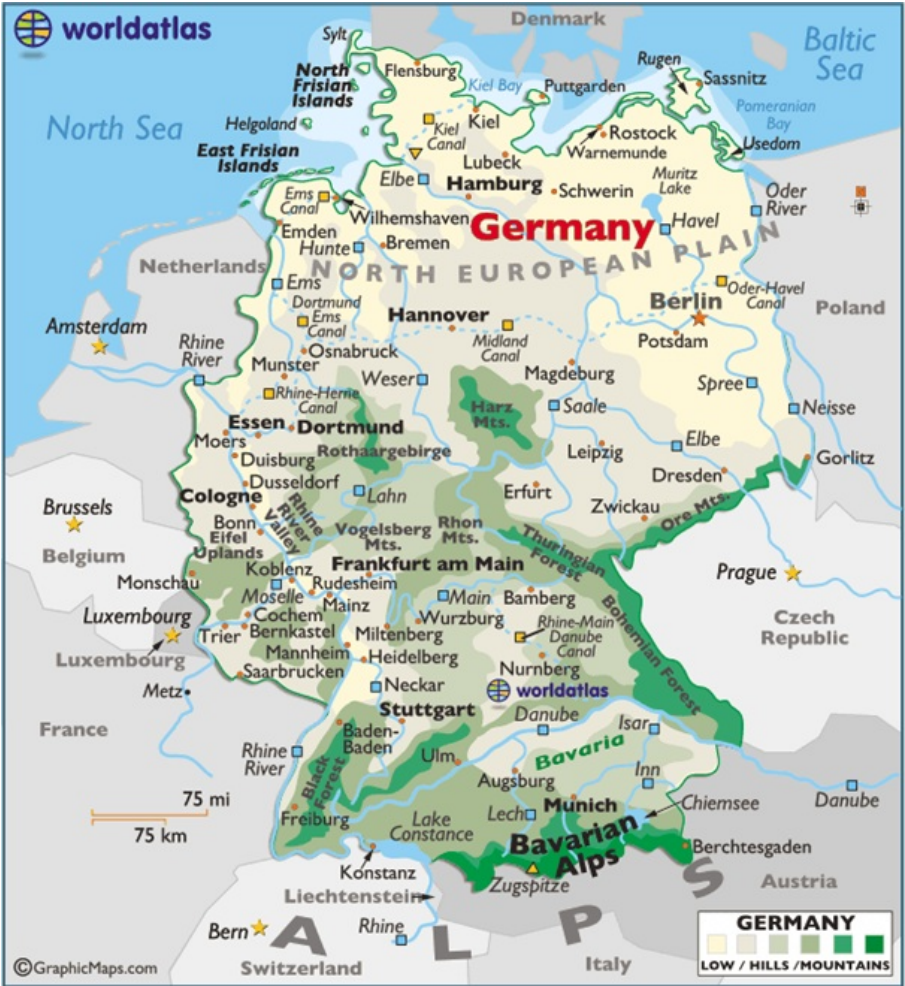 worldatlas
Denmark
Baltic
Sea
Sylt
Flensburg
North
Frisian
Islands
Kiel Bay
Puttgarden
Rugen
Sassnitz
North Sea
Helgoland
Kiel
Canal
Kiel
Pomeranian
Bay
Rostock
Warnemunde
Usedom
East Frisian
Islands
Lubeck
Elbe
Hamburg
Schwerin
Muritz
Lake
Oder
River
Ems
Canal
Wilhemshaven
Emden
Hunte
Bremen
Germany
Havel
NORTH EUROPEAN PLAIN
Netherlands
Ems
Dortmund
Ems
Canal
Hannover
Berlin
Oder-Havel
Canal
Poland
Amsterdam
Rhine
River
Osnabruck
Midland
Canal
Potsdam
Munster
Weser
Magdeburg
Spree
Rhine-Herne
Canal
Harz
Mts.
Saale
Neisse
Essen
Dortmund
Moers
Rothaargebirge
Leipzig
Elbe
Gorlitz
Duisburg
Dusseldorf
Dresden
Cologne
Lahn
Erfurt
Zwickau
Ore Mts.
Brussels
Rhine
River
Valley
Bonn
Eifel
Uplands
Vogelsberg
Mts.
Rhon
Mts.
Thuringian
Forest
Belgium
Monschau
Koblenz
Frankfurt am Main
Prague
Moselle
Rudesheim
Mainz
Main
Bamberg
Bohemian Forest
Luxembourg
Cochem
Wurzburg
Rhine-Main
Danube
Canal
Czech
Republic
Trier
Bernkastel
Miltenberg
Luxembourg
Mannheim
Heidelberg
Nurnberg
Saarbrucken
Metz
Neckar
worldatlas
France
Stuttgart
Danube
Isar
Baden-
Baden
Bavaria
Rhine
River
Ulm
Black
Forest
Augsburg
Inn
75 mi
75 km
Freiburg
Lake
Constance
Lech
Munich
Chiemsee
Danube
Bavarian
Alps
Berchtesgaden
Konstanz
Zugspitze
Liechtenstein
Austria
ALPS
Bern
Rhine
Switzerland
Italy
©GraphicMaps.com
GERMANY
LOW / HILLS / MOUNTAINS